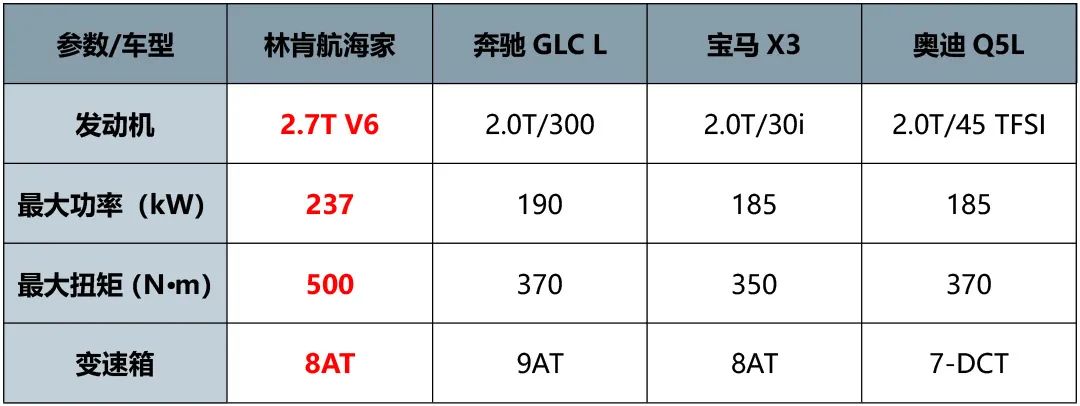 参数/车型 林肯航海家 奔驰 GLC L 宝马 X3 奥迪 Q5L
发动机 2.7T V6 2.0T/300 2.0T/30i 2.0T/45 TFSI
最大功率（kW） 237 190 185 185
最大扭矩（N·m） 500 370 350 370
变速箱 8AT 9AT 8AT 7-DCT